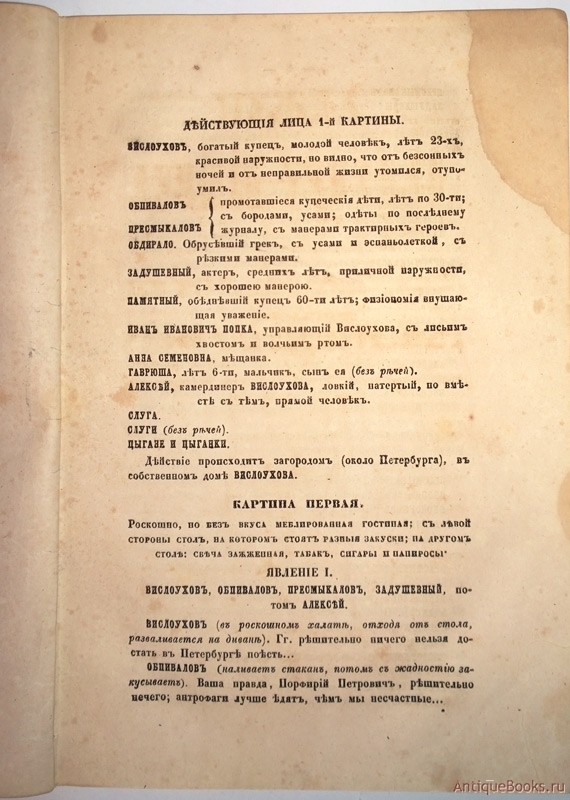 ДѢЙСТВУЮЩІЯ ЛИЦА 1-й КАРТИНЫ.
ВИСЛОУХОВЪ, богатый купец, молодой человѣкъ, лѣтъ 23-хъ,
красивой наружности, но видно, что от безсонныхъ
ночей и отъ неправильной жизни утомился, отупо-
умилъ.
ОБПИВАЛОВЪ
промотавшіеся купеческія дѣти, лѣтъ по 30-ти;
съ бородами, усами; одѣты по послѣднему
ПРЕСМЫКАЛОВЪ
журналу, съ манерами трактирныхъ героевъ.
ОБДИРАЛО. Обрусѣвшій грекъ, съ усами и эспаньолеткой, съ
рѣзкими манерами.
ЗАДУШЕВНЫЙ, актеръ, среднихъ лѣтъ, приличной наружности,
съ хорошею манерою.
ПАМЯТНЫЙ, обѣднѣвшій купец 60-ти лѣтъ; физіономія внушаю-
щая уваженіе.
ИВАНЪ ИВАНОВИЧЪ ПОПКА, управляющій Вислоухова, съ лисьимъ
хвостомъ и волчьимъ ртомъ.
АННА СЕМЕНОВНА, мѣщанка.
ГАВРЮША, лѣтъ 6-ти, мальчикъ, сынъ ея (без рѣчей).
АЛЕКСѢЙ, камердинеръ ВИСЛОУХОВА, ловкій, натертый, но вмѣ-
стѣ съ тѣмъ, прямой человѣкъ.
СЛУГА.
СЛУГИ (безъ рѣчей).
ЦЫГАНЕ И ЦЫГАНКИ.
Дѣйствіе происходитъ загородомъ (около Петербурга), въ
собственномъ домѣ ВИСЛОУХОВА.
КАРТИНА ПЕРВАЯ.
Роскошно, но безъ вкуса меблированная гостиная; съ лѣвой
стороны столъ, на которомъ стоятъ разныя закуски; на другомъ
столѣ: свѣча зажженная, табакъ, сигары и папиросы.
ЯВЛЕНІЕ I.
ВИСЛОУХОВЪ, ОБПИВАЛОВЪ, ПРЕСМЫКАЛОВЪ, ЗАДУШЕВНЫЙ, по-
томъ АЛЕКСѢЙ.
ВИСЛОУХОВЪ (въ роскошномъ халатѣ, отходя отъ стола,
разваливается на диванѣ). Гг. рѣшительно ничего нельзя до-
стать въ Петербургѣ поѣсть...
ОБПИВАЛОВЪ (наливаетъ стаканъ, потомъ съ жадностію за-
кусываетъ). Ваша правда, Порфирій Петровичъ, рѣшительно
нечего; антрофаги лучше ѣдятъ, чѣмъ мы несчастные...
AntiqueBooks.ru